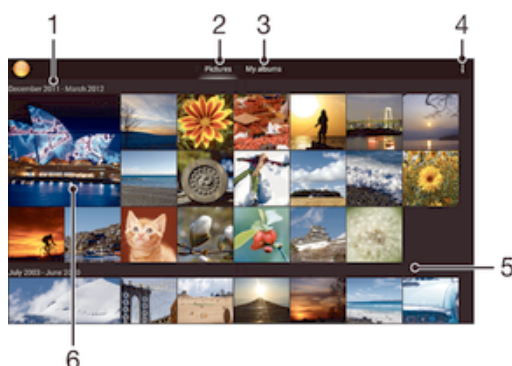 1 2 3 4
Pictures My albums
December 2011 - March 2012
5
July 2003 - June 2010
6